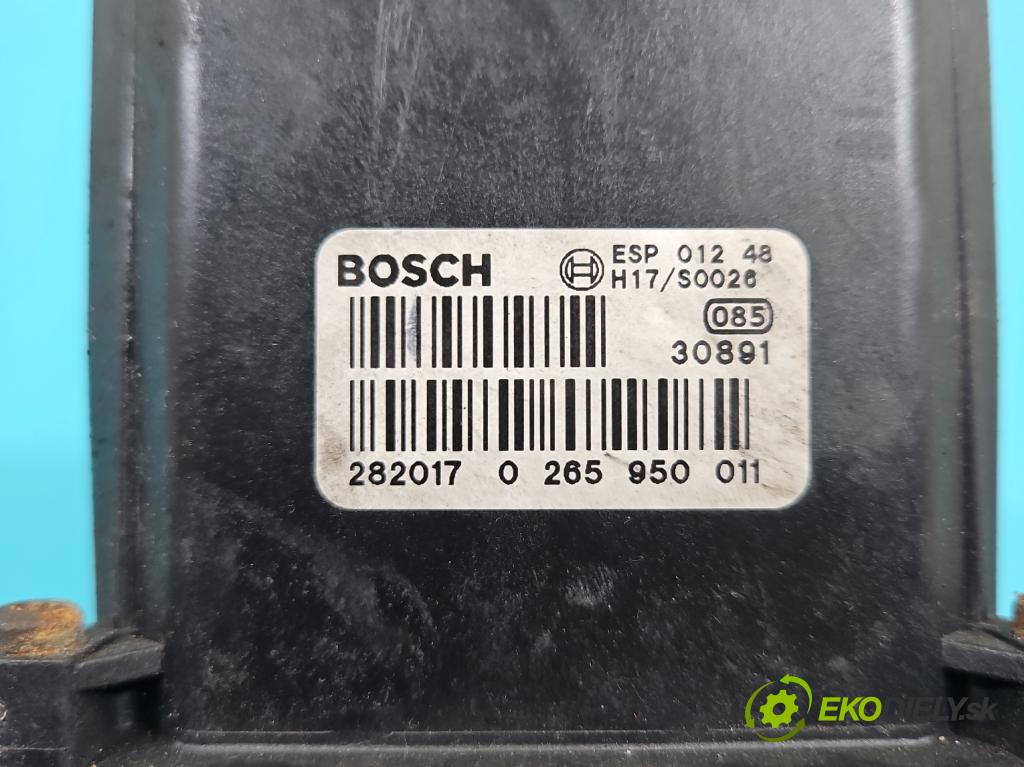 BOSCH ESP 012 48
H17/S0026
085
30891
282017 0 265 950 011
EKODIELY.sk